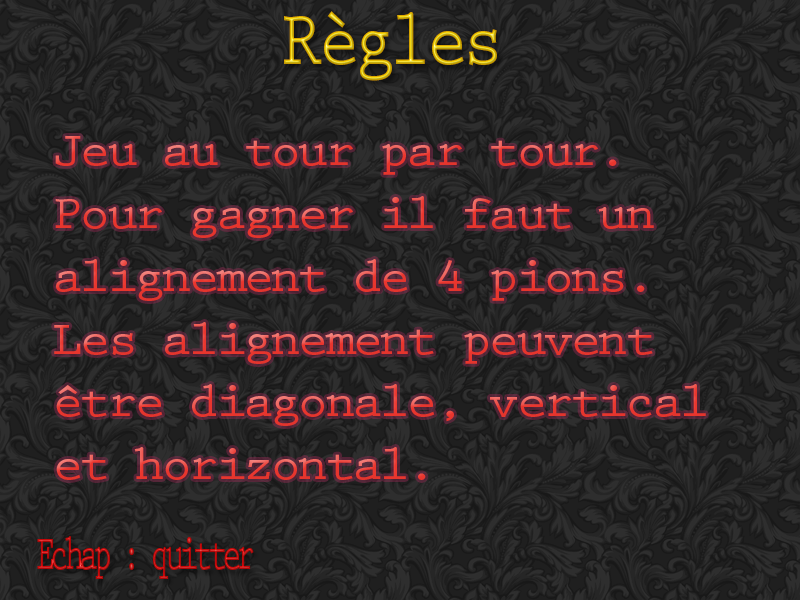 Règles
Jeu au tour par tour.
Pour gagner il faut un
alignement de 4 pions.
Les alignement peuvent
être diagonale, vertical
et horizontal.
Echap : quitter